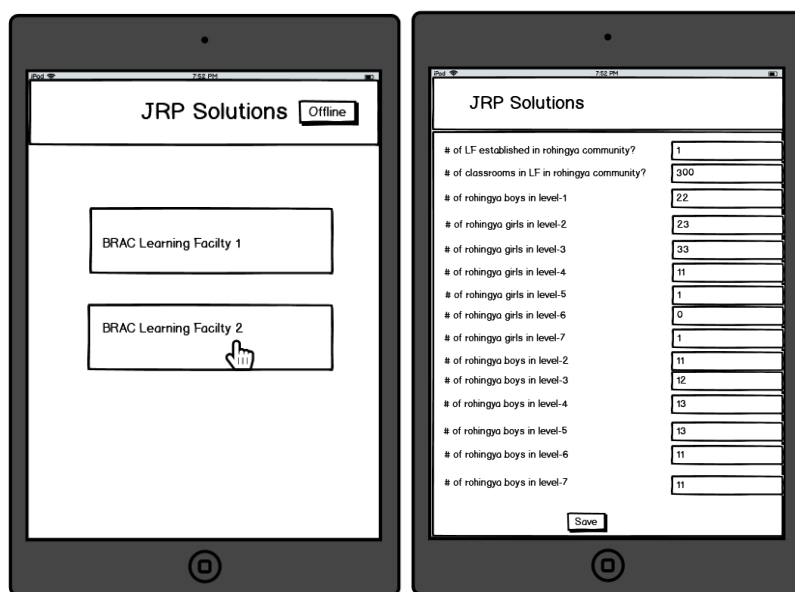 iPod 7:52 PM
JRP Solutions Offline
BRAC Learning Facilty 1
BRAC Learning Facilty 2
iPod 7:52 PM
JRP Solutions
# of LF established in rohingya community? 1
# of classrooms in LF in rohingya community? 300
# of rohingya boys in level-1 22
# of rohingya girls in level-2 23
# of rohingya girls in level-3 33
# of rohingya girls in level-4 11
# of rohingya girls in level-5 1
# of rohingya girls in level-6 0
# of rohingya girls in level-7 1
# of rohingya boys in level-2 11
# of rohingya boys in level-3 12
# of rohingya boys in level-4 13
# of rohingya boys in level-5 13
# of rohingya boys in level-6 11
# of rohingya boys in level-7 11
Save